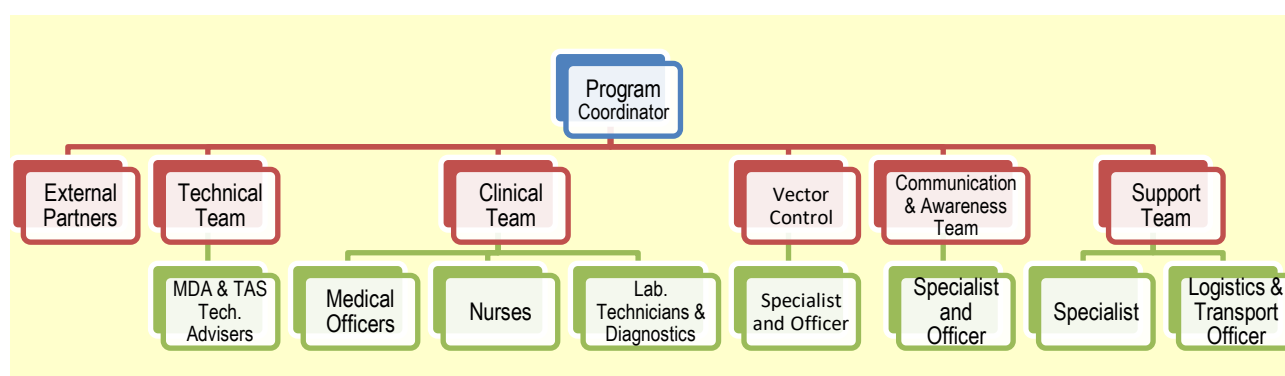 Program
Coordinator
External
Partners
Technical
Team
Clinical
Team
Vector
Control
Communication
& Awareness
Team
Support
Team
MDA & TAS
Tech.
Advisers
Medical
Officers
Nurses
Lab.
Technicians &
Diagnostics
Specialist
and Officer
Specialist
and
Officer
Specialist
Logistics &
Transport
Officer